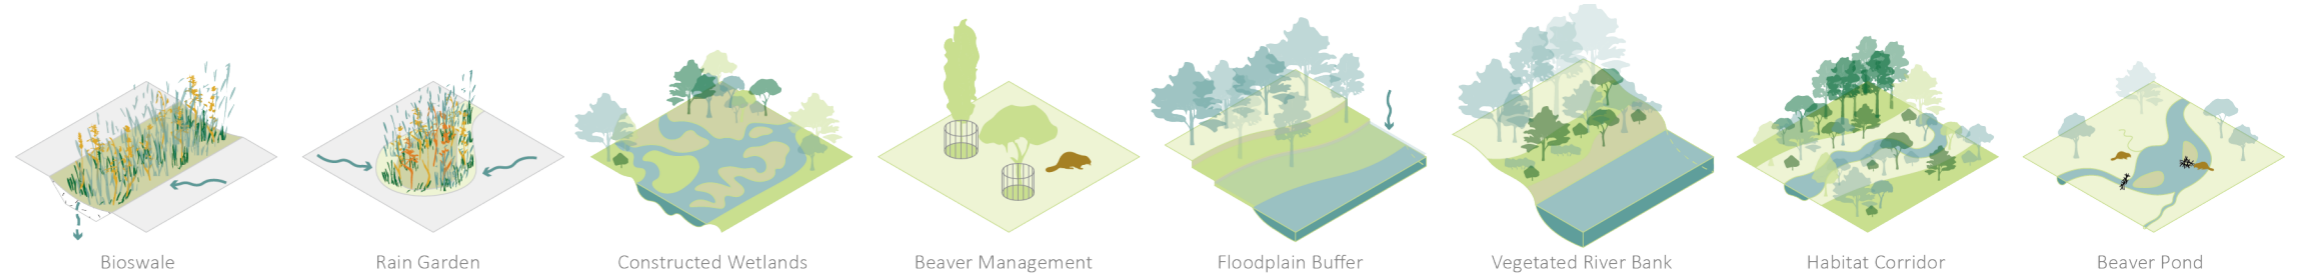 Bioswale
Rain Garden
Constructed Wetlands
Beaver Management
Floodplain Buffer
Vegetated River Bank
Habitat Corridor
Beaver Pond